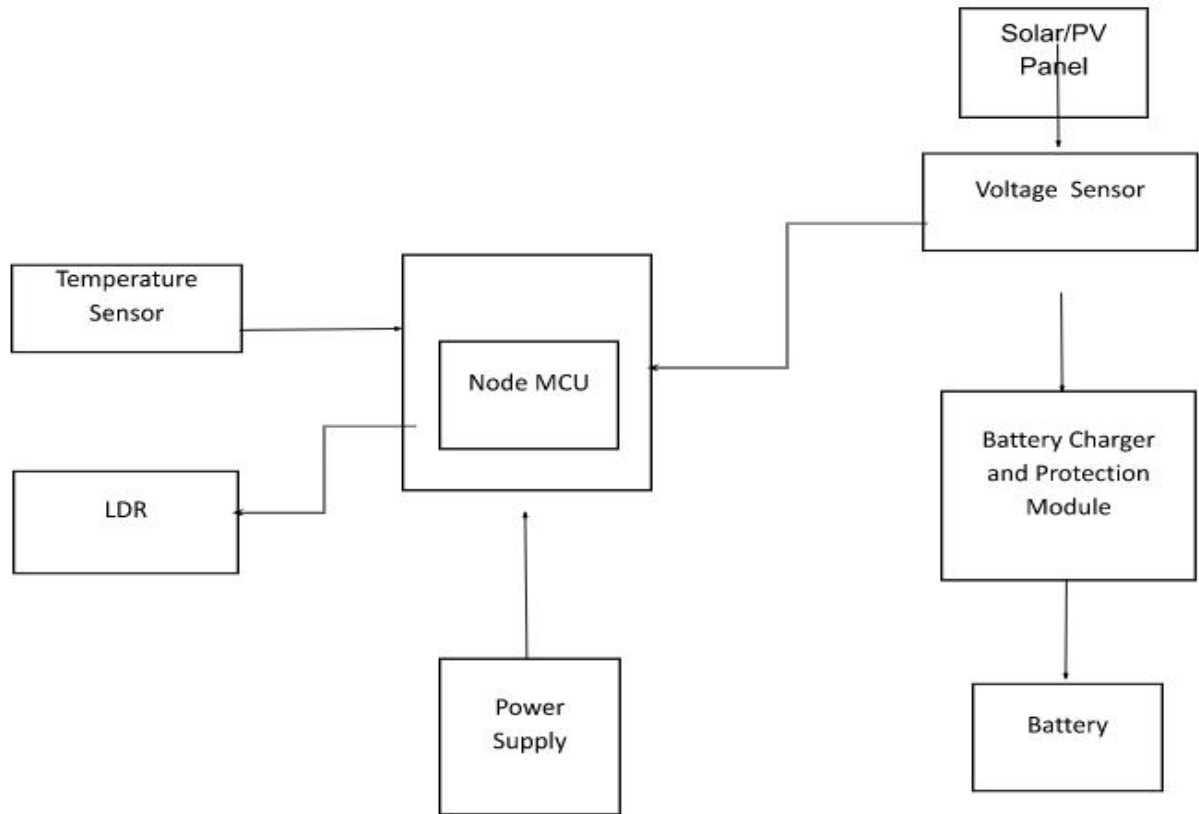 Solar/PV
Panel
Voltage Sensor
Temperature
Sensor
Node MCU
Battery Charger
and Protection
Module
LDR
Power
Supply
Battery